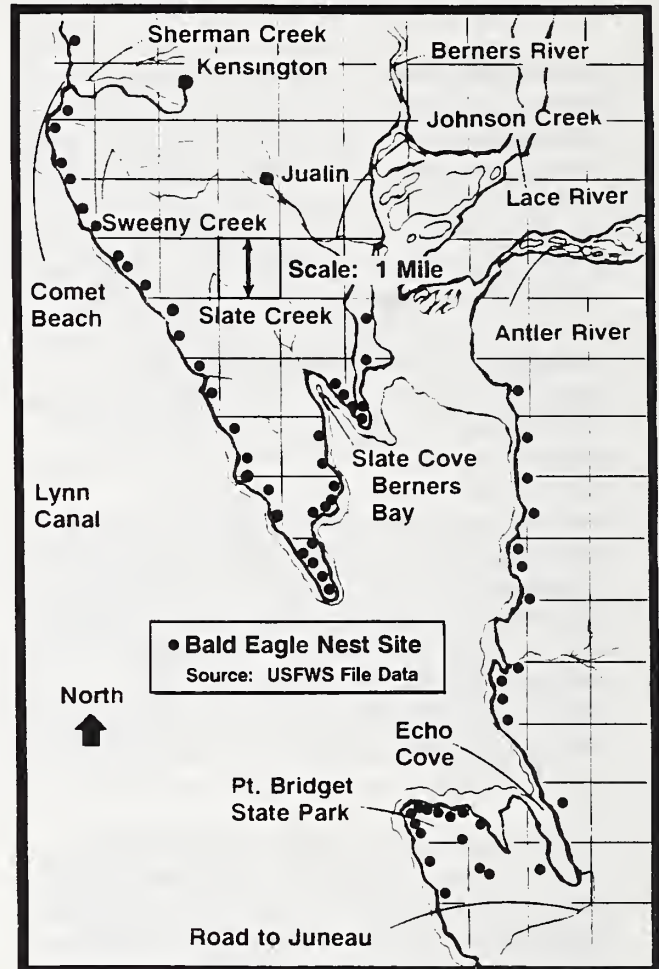 Sherman Creek
Kensington
Berners River
Johnson Creek
Jualin
Lace River
Sweeny Creek
Scale: 1 Mile
Comet
Beach
Slate Creek
Antler River
Slate Cove
Berners
Bay
Lynn
Canal
• Bald Eagle Nest Site
Source: USFWS File Data
North
Echo
Cove
Pt. Bridget
State Park
Road to Juneau